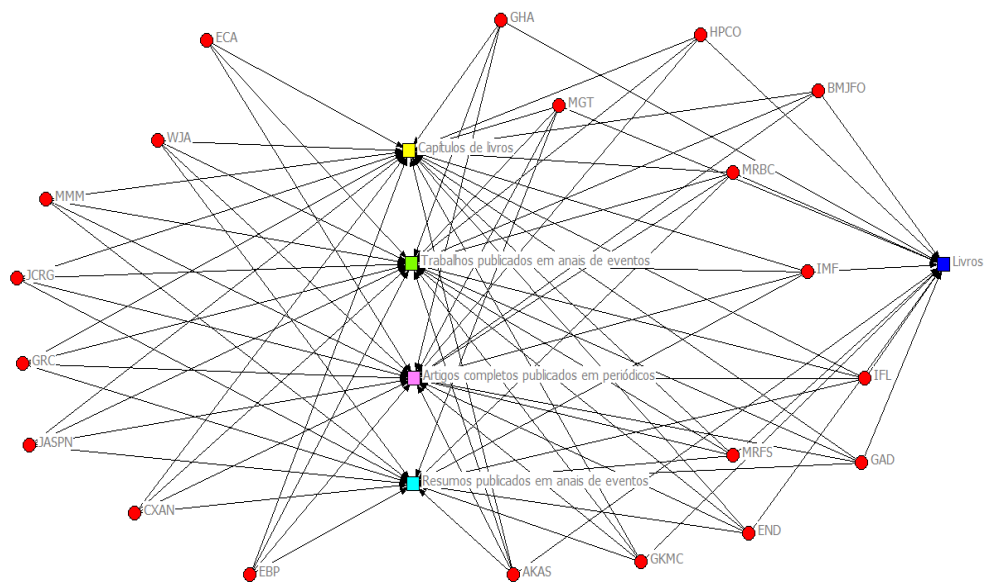 GHA
HPCO
ECA
BMJFO
MGT
WJA
Capítulos de livros
MRBC
MMM
Trabalhos publicados em anais de eventos
Livros
IMF
JCRG
GRC
Artigos completos publicados em periódicos
IFL
JASPN
MRFS
GAD
Resumos publicados em anais de eventos
CXAN
END
GKMC
EBP
AKAS